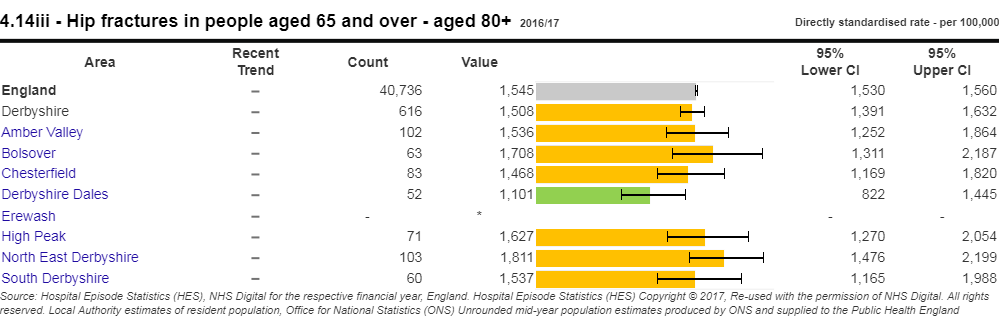 4.14iii - Hip fractures in people aged 65 and over - aged 80+ 2016/17 Directly standardised rate - per 100,000
Area Recent Trend Count Value 95% Lower CI 95% Upper CI
England – 40,736 1,545 1,530 1,560
Derbyshire – 616 1,508 1,391 1,632
Amber Valley – 102 1,536 1,252 1,864
Bolsover – 63 1,708 1,311 2,187
Chesterfield – 83 1,468 1,169 1,820
Derbyshire Dales – 52 1,101 822 1,445
Erewash – - * - -
High Peak – 71 1,627 1,270 2,054
North East Derbyshire – 103 1,811 1,476 2,199
South Derbyshire – 60 1,537 1,165 1,988
Source: Hospital Episode Statistics (HES), NHS Digital for the respective financial year, England. Hospital Episode Statistics (HES) Copyright © 2017, Re-used with the permission of NHS Digital. All rights
reserved. Local Authority estimates of resident population, Office for National Statistics (ONS) Unrounded mid-year population estimates produced by ONS and supplied to the Public Health England